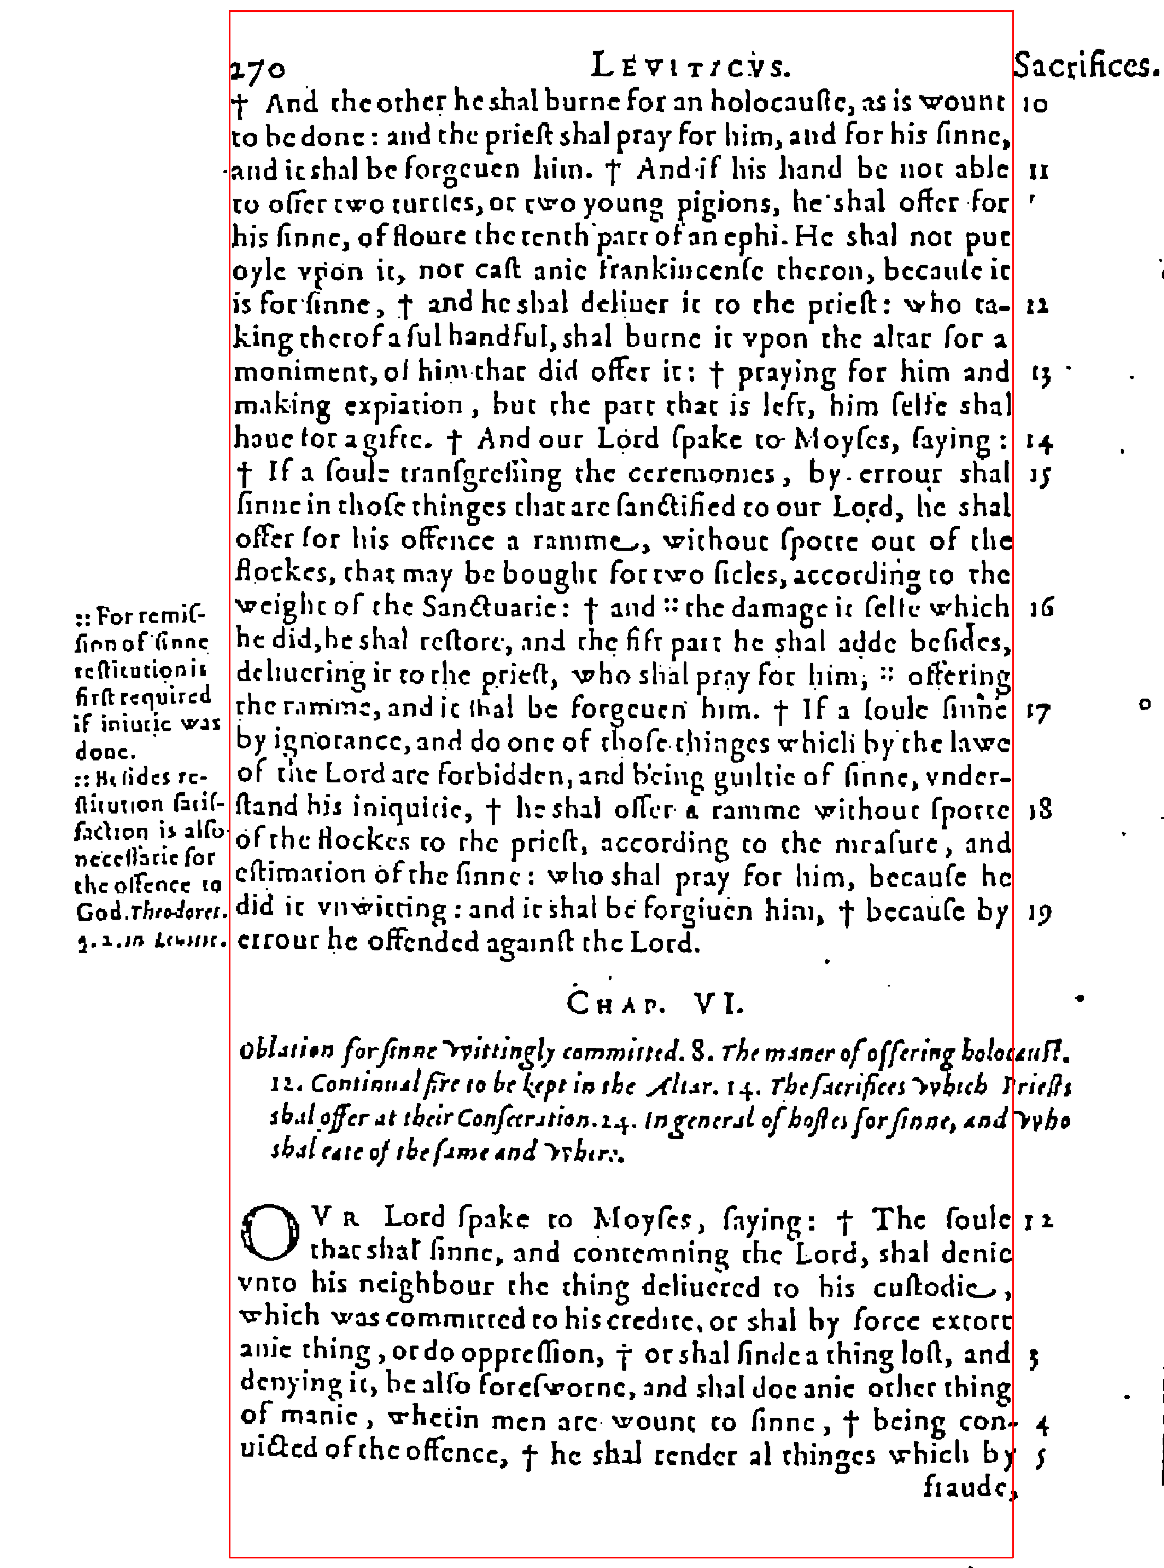 270 LEVITICVS. Sacrifices.
† And the other he shal burne for an holocauſte, as is wount 10
to be done: and the prieſt shal pray for him, and for his ſinne,
and it shal be forgeuen him. † And if his hand be not able 11
to offer two turtles, or two young pigions, he shal offer for
his ſinne, of floure the tenth part of an ephi. He shal not put
oyle vpon it, nor caſt anie frankincenſe theron, becauſe it
is for ſinne, † and he shal deliuer it to the prieſt: who ta- 12
king therof a ful handful, shal burne it vpon the altar for a
moniment, of him that did offer it: † praying for him and 13
making expiation, but the part that is left, him ſelfe shal
haue for a gifte. † And our Lord ſpake to Moyſes, ſaying: 14
† If a ſoule tranſgreſſing the ceremonies, by errour shal 15
ſinne in thoſe thinges that are ſanctified to our Lord, he shal
offer for his offence a ramme, without ſpotte out of the
flockes, that may be bought for two ſicles, according to the
weight of the Sanctuarie: † and :: the damage it ſelfe which 16
he did, he shal reſtore, and the fift part he shal adde beſides,
deliuering it to the prieſt, who shal pray for him, :: offering
the ramme, and it shal be forgeuen him. † If a ſoule ſinne 17
by ignorance, and do one of thoſe thinges which by the lawe
of the Lord are forbidden, and being guiltie of ſinne, vnder-
ſtand his iniquitie, † he shal offer a ramme without ſpotte 18
of the flockes to the prieſt, according to the meaſure, and
eſtimation of the ſinne: who shal pray for him, becauſe he
did it vnwitting: and it shal be forgiuen him, † becauſe by 19
errour he offended againſt the Lord.
:: For remiſ-
ſion of ſinne
reſtitution is
firſt required
if iniurie was
done.
:: Beſides re-
ſtitution ſatiſ-
faction is alſo
neceſſarie for
the offence to
God. Theodoret.
q. 2. in Leuit.
CHAP. VI.
Oblation for ſinne wittingly committed. 8. The maner of offering holocauſt.
12. Continual fire to be kept in the Altar. 14. The ſacrifices which Prieſts
shal offer at their Conſecration. 24. In general of hoſtes for ſinne, and who
shal eate of the ſame and where.
OVR Lord ſpake to Moyſes, ſaying: † The ſoule 1 2
that shal ſinne, and contemning the Lord, shal denie
vnto his neighbour the thing deliuered to his cuſtodie,
which was committed to his credite, or shal by force extort
anie thing, or do oppreſſion, † or shal finde a thing loſt, and 3
denying it, be alſo foreſworne, and shal doe anie other thing
of manie, wherin men are wount to ſinne, † being con- 4
uicted of the offence, † he shal render al thinges which by 5
fraude,